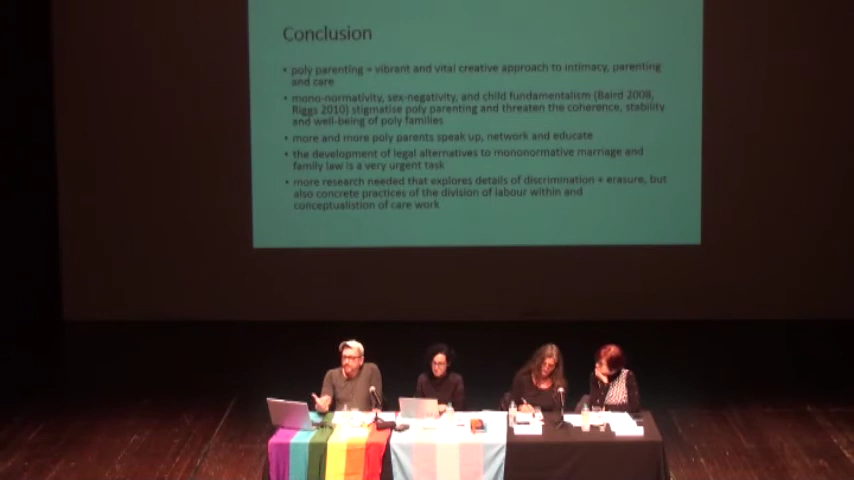 Conclusion
• poly parenting = vibrant and vital creative approach to intimacy, parenting
and care
• mono-normativity, sex-negativity, and child fundamentalism (Baird 2008,
Riggs 2010) stigmatise poly parenting and threaten the coherence, stability
and well-being of poly families
• more and more poly parents speak up, network and educate
• the development of legal alternatives to mononormative marriage and
family law is a very urgent task
• more research needed that explores details of discrimination + erasure, but
also concrete practices of the division of labour within and
conceptualistion of care work